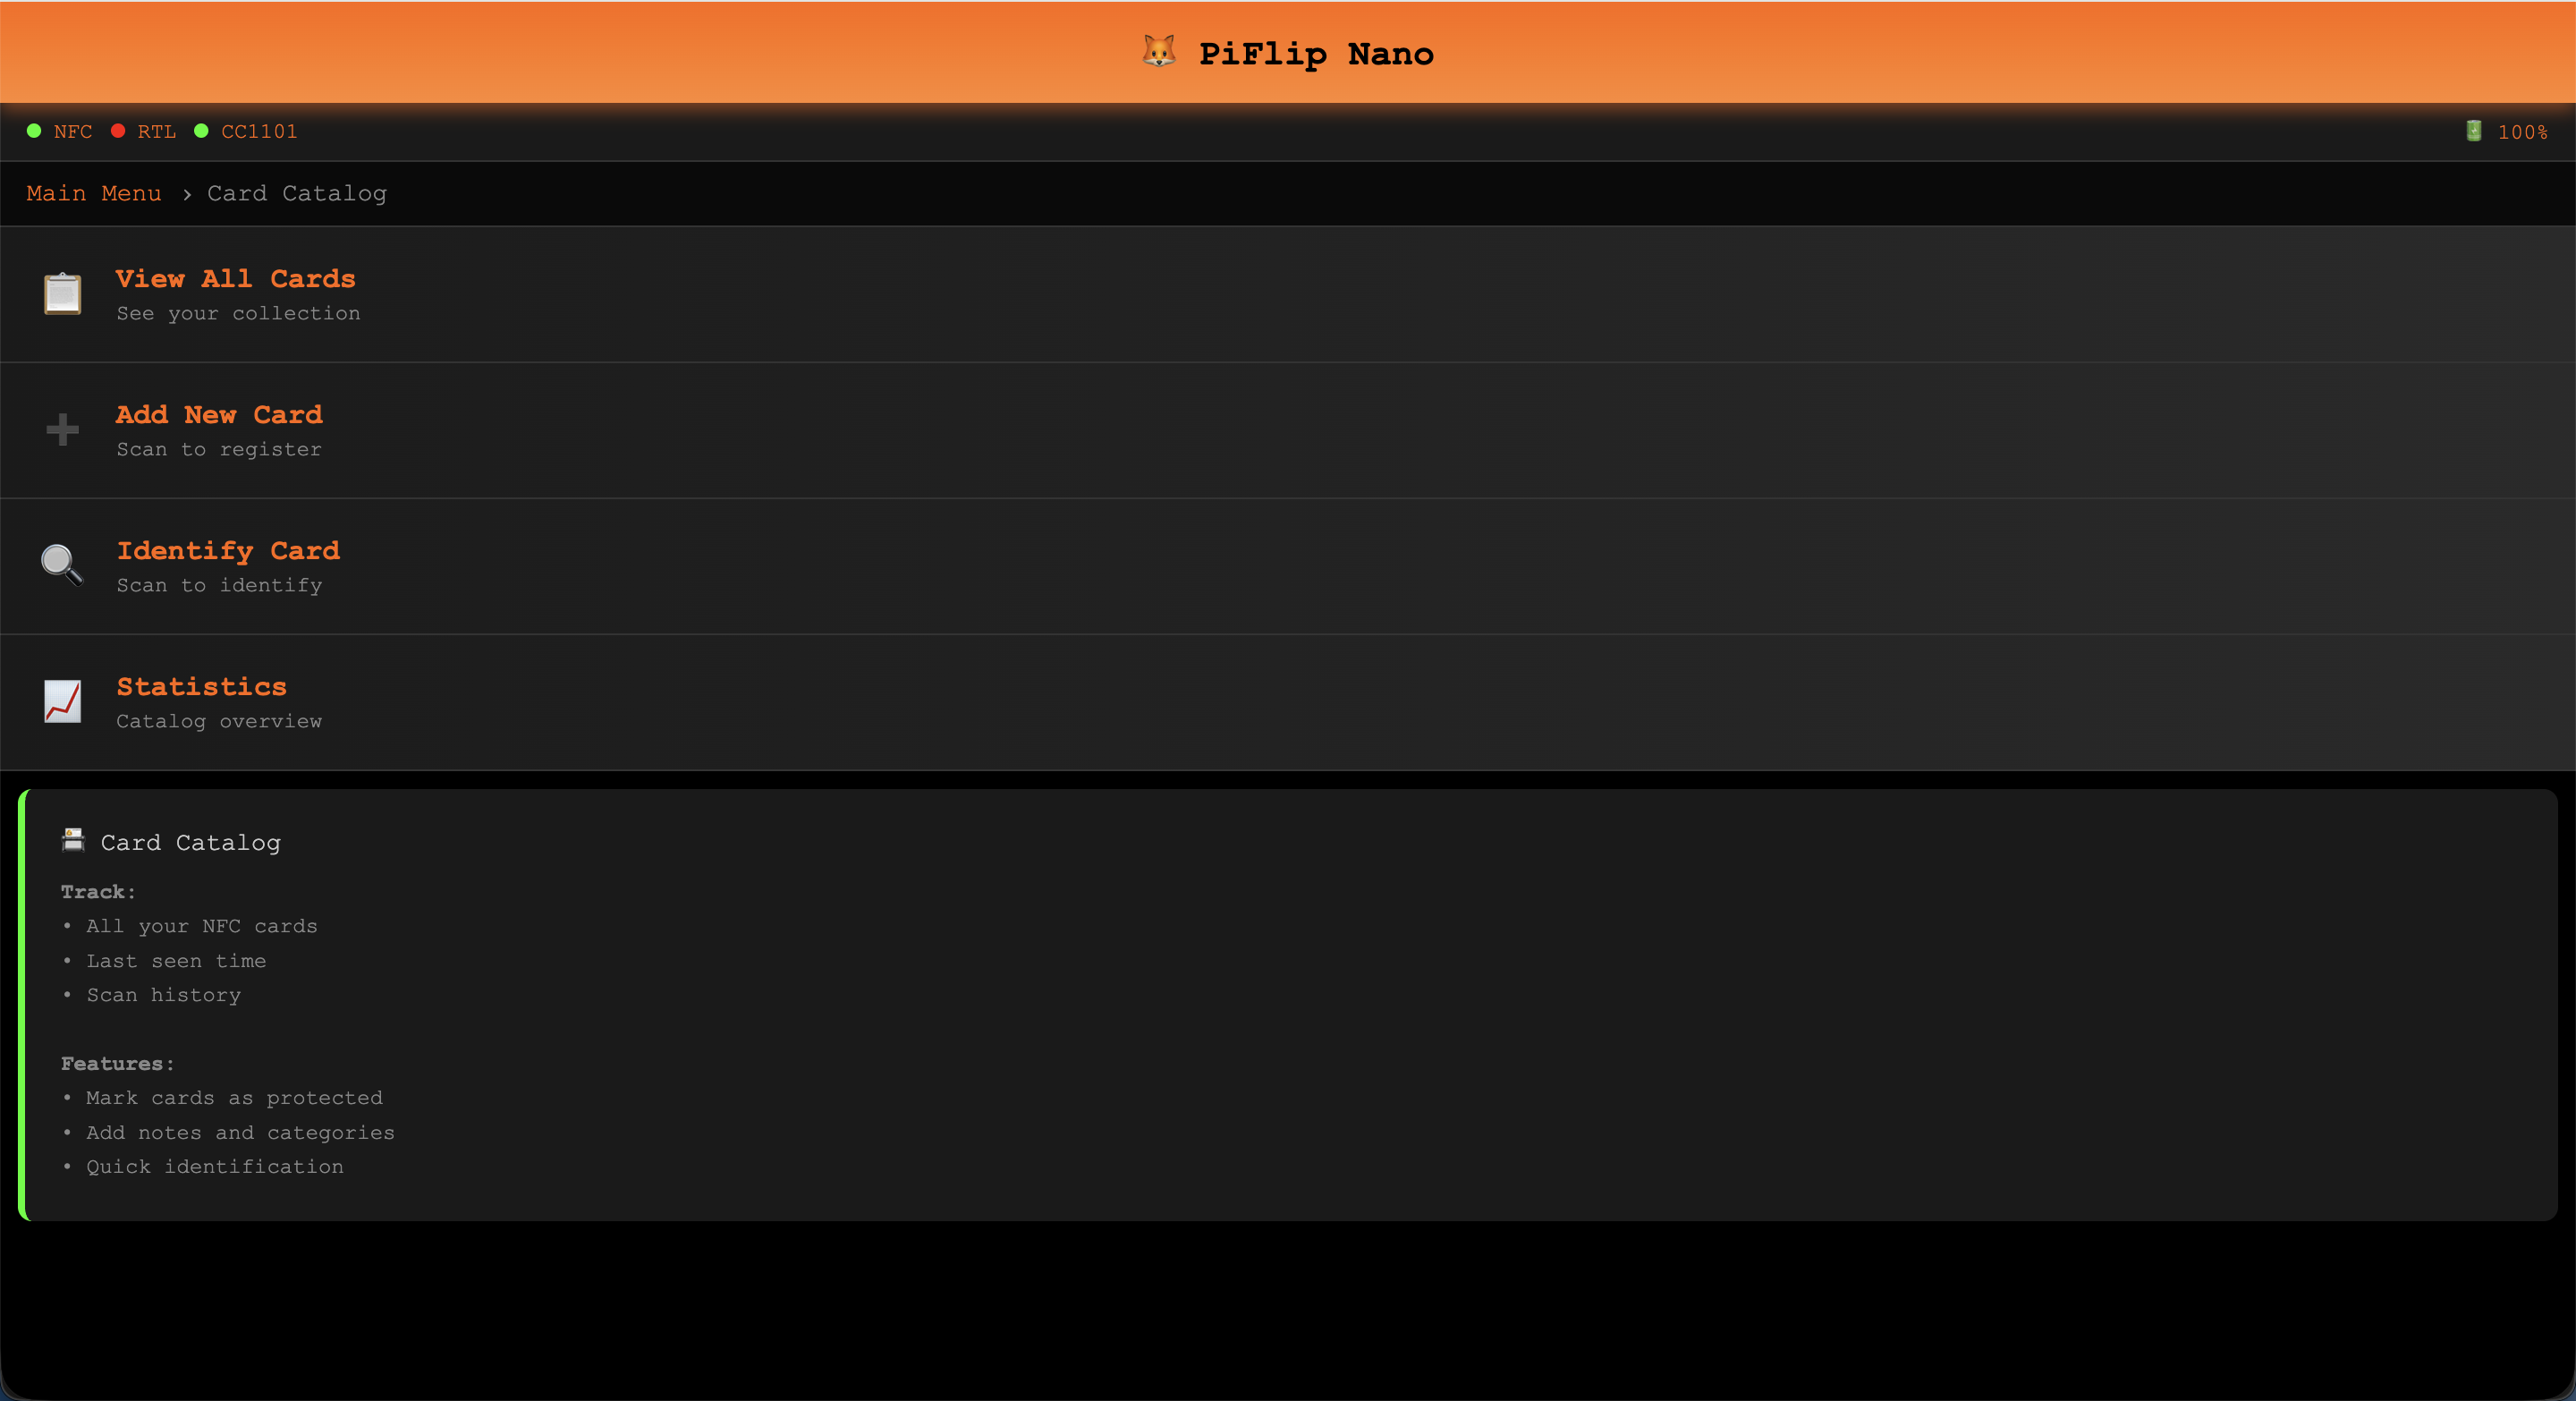 PiFlip Nano
NFC RTL CC1101 100%
Main Menu › Card Catalog
View All Cards
See your collection
Add New Card
Scan to register
Identify Card
Scan to identify
Statistics
Catalog overview
Card Catalog
Track:
• All your NFC cards
• Last seen time
• Scan history
Features:
• Mark cards as protected
• Add notes and categories
• Quick identification